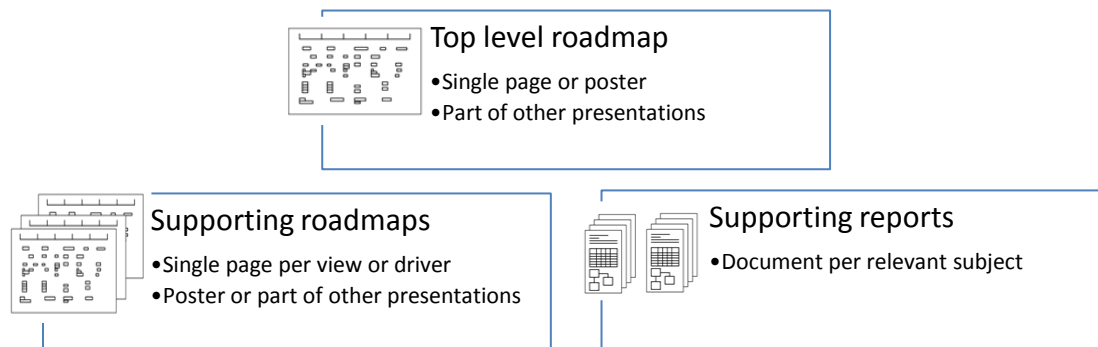 Top level roadmap
•Single page or poster
•Part of other presentations
Supporting roadmaps
•Single page per view or driver
•Poster or part of other presentations
Supporting reports
•Document per relevant subject